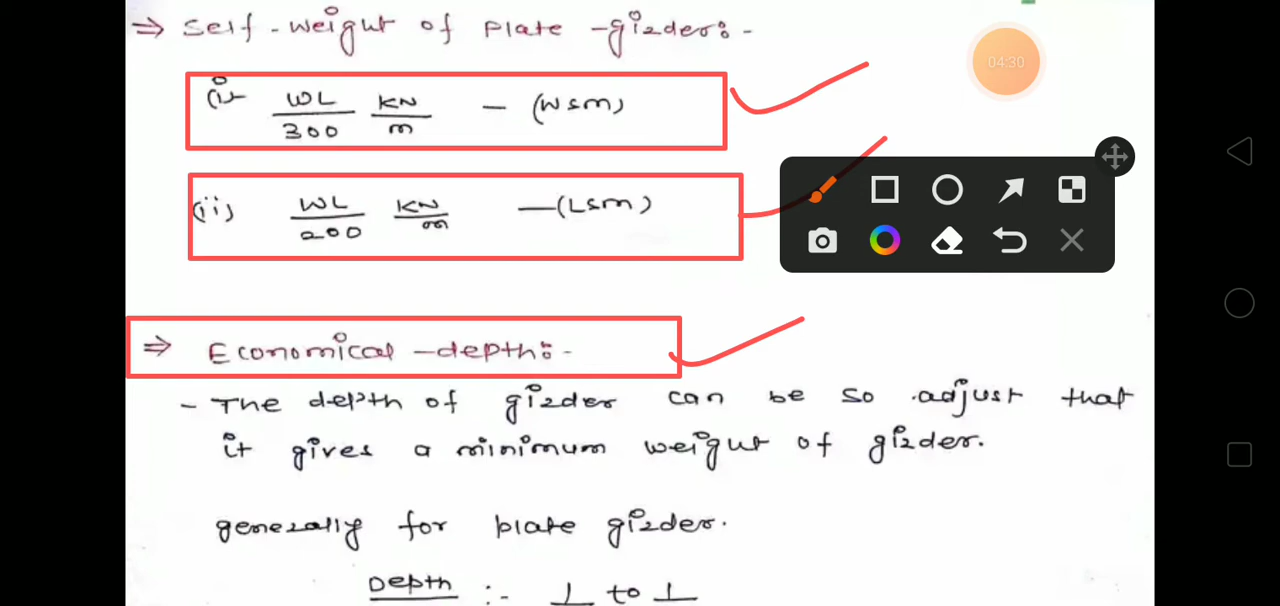 ⇒ Self-weight of Plate-girder:-
04:30
(i) WL/300 KN/m - (WSM)
(ii) WL/200 KN/m - (LSM)
⇒ Economical-depth:-
- The depth of girder can be so adjust that
it gives a minimum weight of girder.
generally for plate girder.
Depth :- 1 to 1